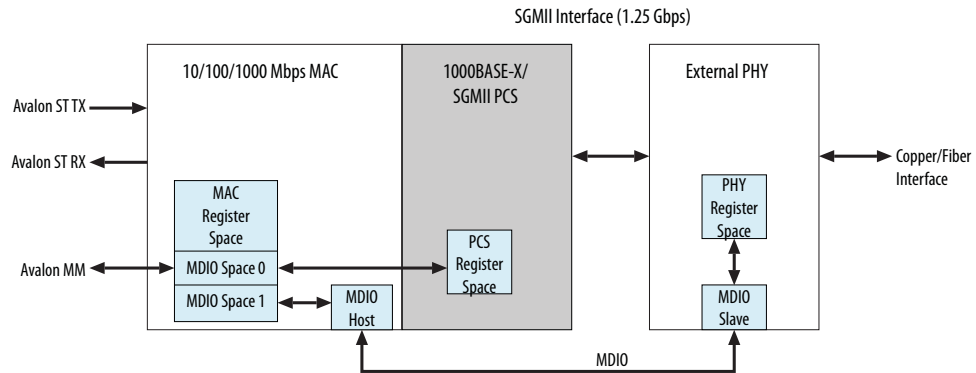 SGMII Interface (1.25 Gbps)
10/100/1000 Mbps MAC
1000BASE-X/
SGMII PCS
External PHY
Avalon ST TX
Avalon ST RX
Copper/Fiber
Interface
MAC
Register
Space
PHY
Register
Space
Avalon MM
MDIO Space 0
PCS
Register
Space
MDIO Space 1
MDIO
Host
MDIO
Slave
MDIO